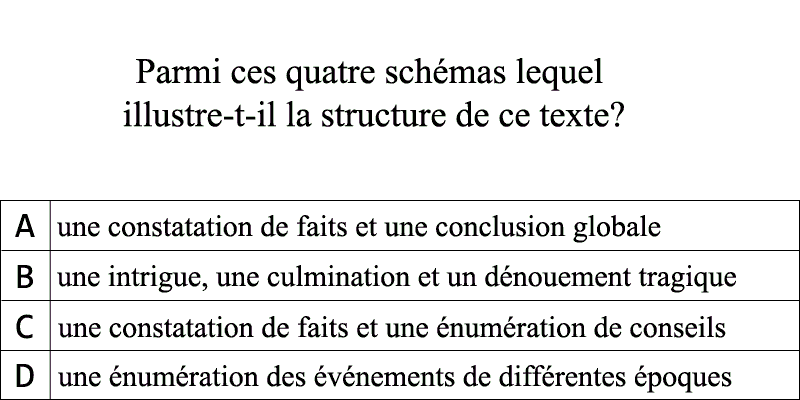 Parmi ces quatre schémas lequel
illustre-t-il la structure de ce texte?
A une constatation de faits et une conclusion globale
B une intrigue, une culmination et un dénouement tragique
C une constatation de faits et une énumération de conseils
D une énumération des événements de différentes époques